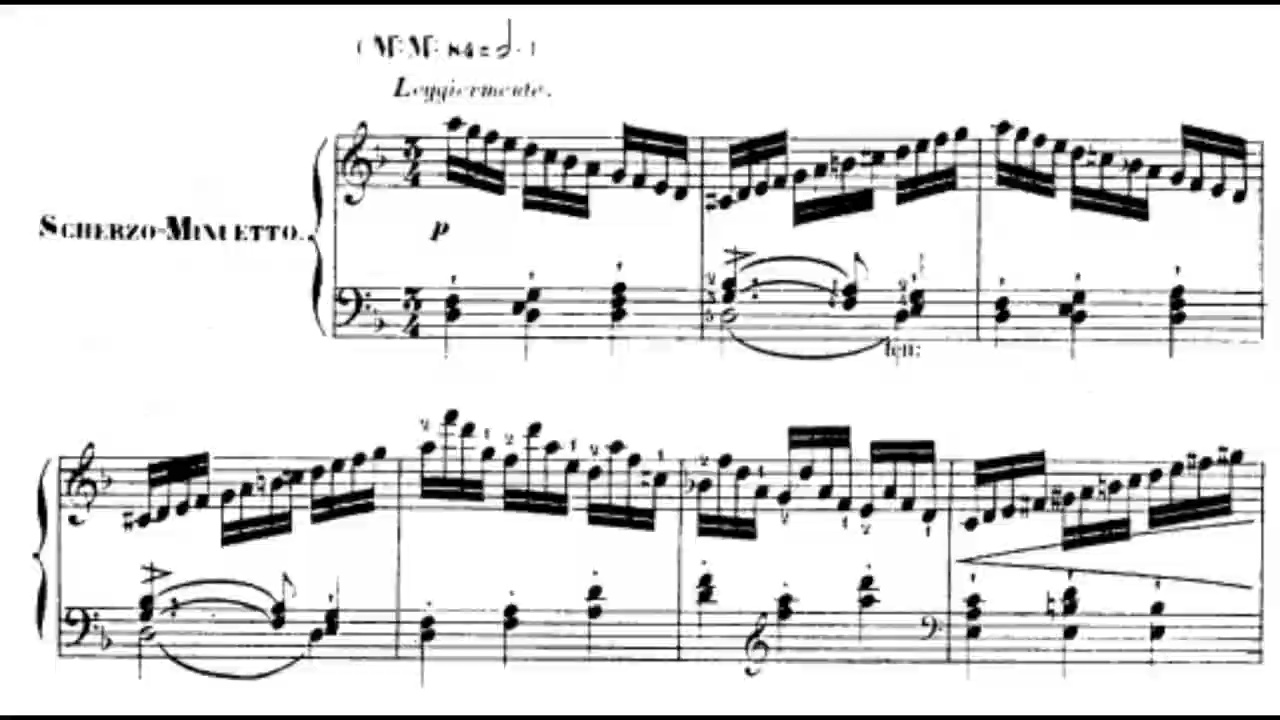 ( M: M: 84 = 𝅗𝅥. )
Leggiermente.
SCHERZO-MINUETTO.
p
ten: